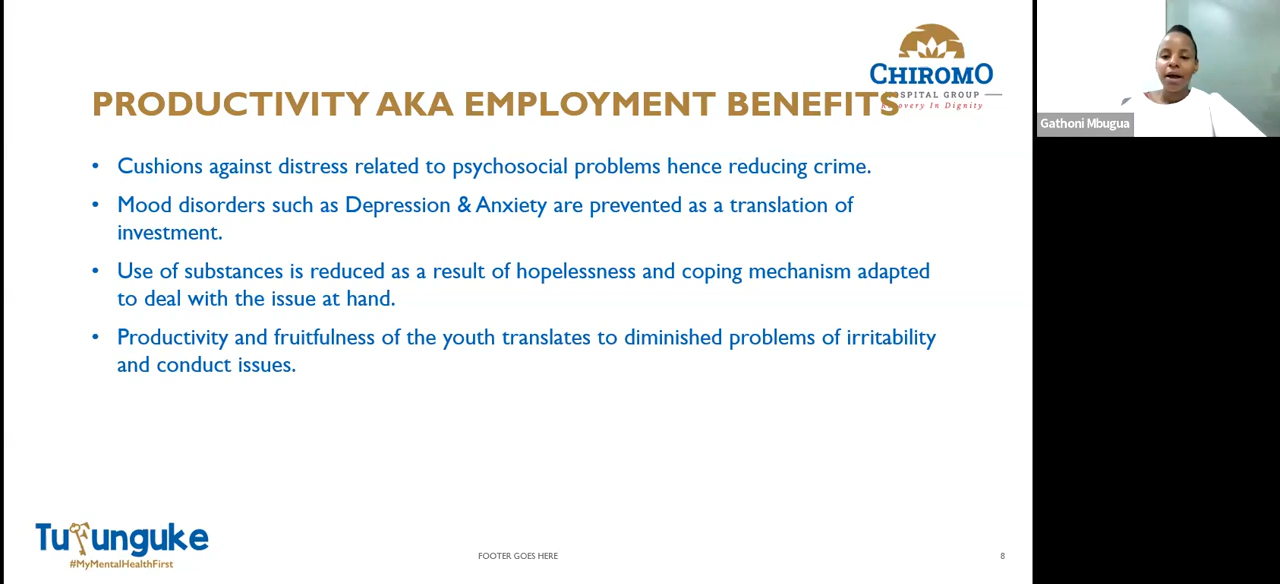 CHIROMO
HOSPITAL GROUP
Recovery In Dignity
PRODUCTIVITY AKA EMPLOYMENT BENEFITS
• Cushions against distress related to psychosocial problems hence reducing crime.
• Mood disorders such as Depression & Anxiety are prevented as a translation of
investment.
• Use of substances is reduced as a result of hopelessness and coping mechanism adapted
to deal with the issue at hand.
• Productivity and fruitfulness of the youth translates to diminished problems of irritability
and conduct issues.
Tufunguke
#MyMentalHealthFirst
FOOTER GOES HERE
8
Gathoni Mbugua